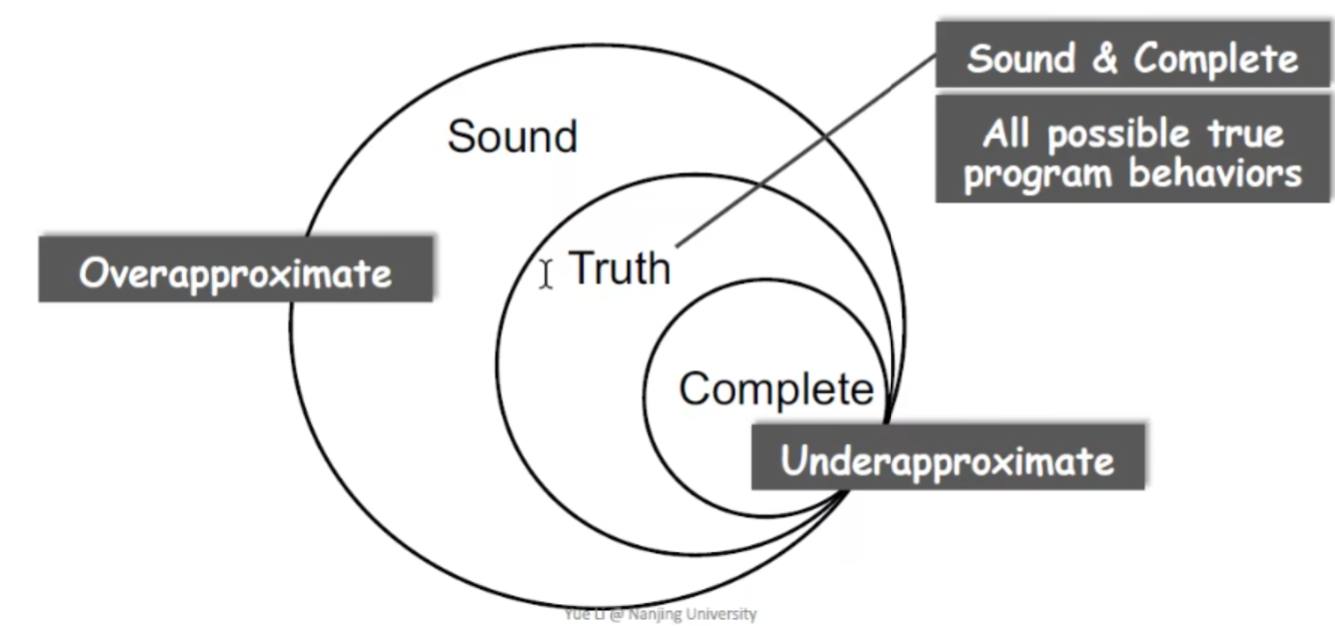 Sound & Complete
All possible true
program behaviors
Sound
Overapproximate
Truth
Complete
Underapproximate
Yue Li @ Nanjing University